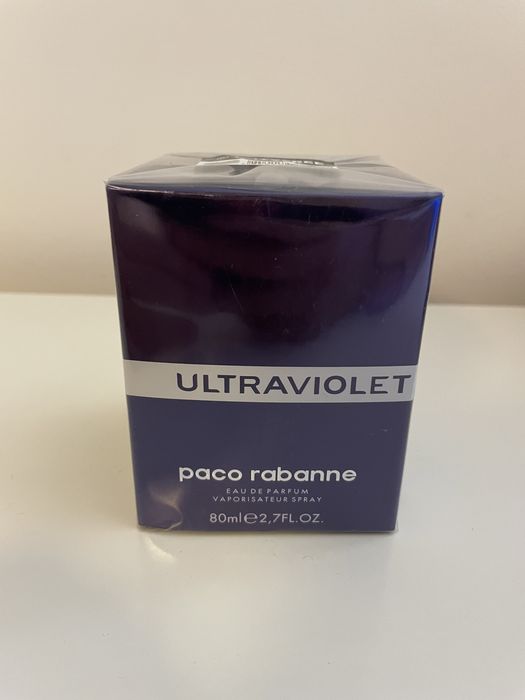 ULTRAVIOLET
paco rabanne
EAU DE PARFUM
VAPORISATEUR SPRAY
80ml℮2,7FL.OZ.